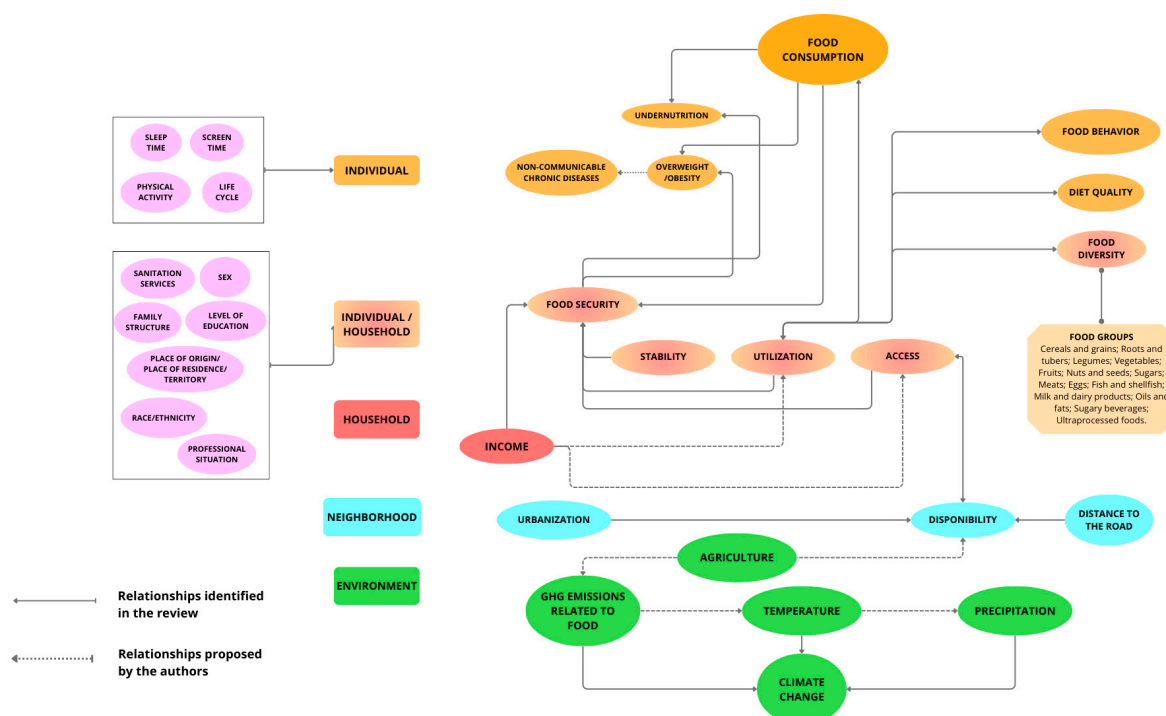 FOOD
CONSUMPTION
UNDERNUTRITION
FOOD BEHAVIOR
SLEEP
TIME
SCREEN
TIME
PHYSICAL
ACTIVITY
LIFE
CYCLE
INDIVIDUAL
NON-COMMUNICABLE
CHRONIC DISEASES
OVERWEIGHT
/OBESITY
DIET QUALITY
FOOD
DIVERSITY
SANITATION
SERVICES
SEX
FAMILY
STRUCTURE
LEVEL OF
EDUCATION
PLACE OF ORIGIN/
PLACE OF RESIDENCE/
TERRITORY
RACE/ETHNICITY
PROFESSIONAL
SITUATION
INDIVIDUAL /
HOUSEHOLD
FOOD SECURITY
STABILITY
UTILIZATION
ACCESS
FOOD GROUPS
Cereals and grains; Roots and
tubers; Legumes; Vegetables;
Fruits; Nuts and seeds; Sugars;
Meats; Eggs; Fish and shellfish;
Milk and dairy products; Oils and
fats; Sugary beverages;
Ultraprocessed foods.
HOUSEHOLD
INCOME
NEIGHBORHOOD
URBANIZATION
DISPONIBILITY
DISTANCE TO
THE ROAD
ENVIRONMENT
AGRICULTURE
GHG EMISSIONS
RELATED TO
FOOD
TEMPERATURE
PRECIPITATION
CLIMATE
CHANGE
Relationships identified
in the review
Relationships proposed
by the authors